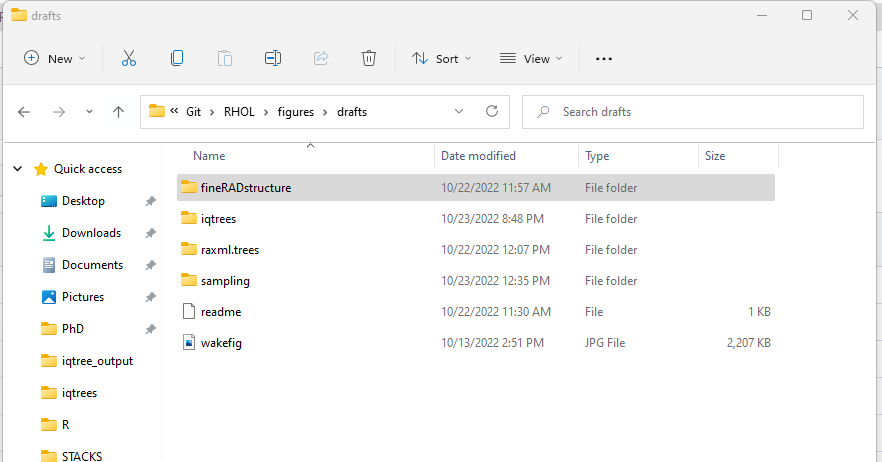 drafts
New
Sort
View
Git > RHOL > figures > drafts
Search drafts
Name Date modified Type Size
Quick access
Desktop
Downloads
Documents
Pictures
PhD
iqtree_output
iqtrees
R
STACKS
fineRADstructure 10/22/2022 11:57 AM File folder
iqtrees 10/23/2022 8:48 PM File folder
raxml.trees 10/22/2022 12:07 PM File folder
sampling 10/23/2022 12:35 PM File folder
readme 10/22/2022 11:30 AM File 1 KB
wakefig 10/13/2022 2:51 PM JPG File 2,207 KB